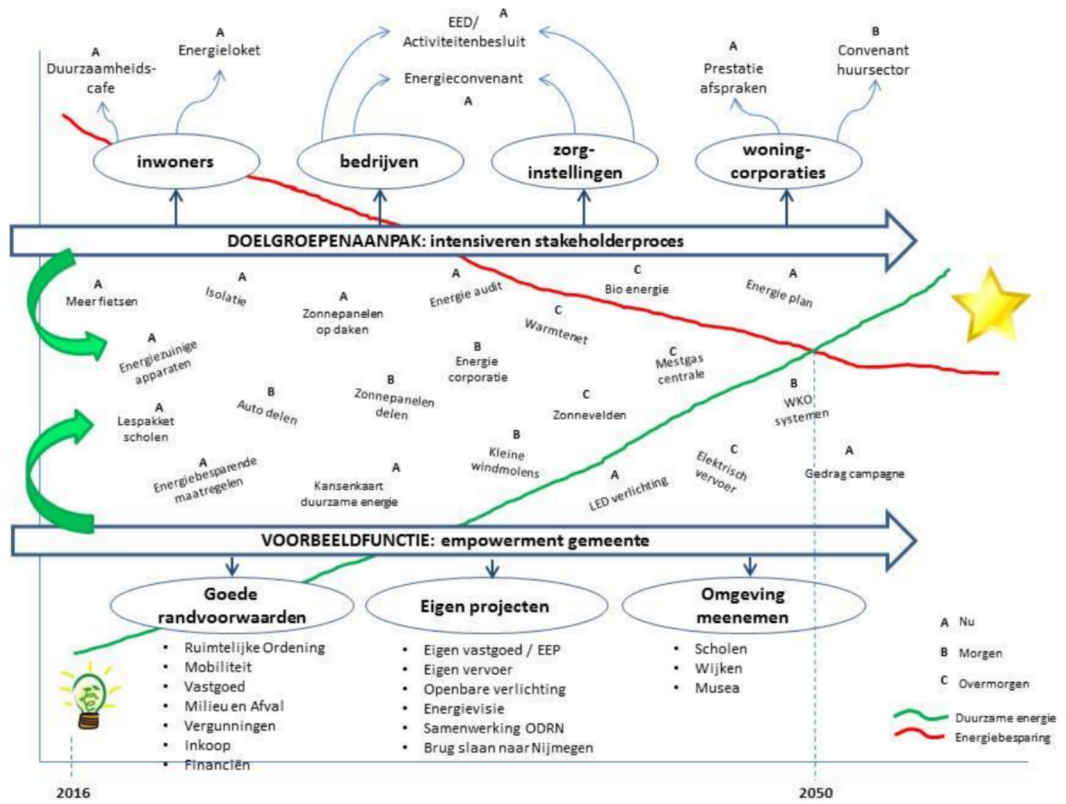 A
EED/
Activiteitenbesluit
A
Energieloket
A
Duurzaamheids-
cafe
Energieconvenant
A
A
Prestatie
afspraken
B
Convenant
huursector
inwoners
bedrijven
zorg-
instellingen
woning-
corporaties
DOELGROEPENAANPAK: intensiveren stakeholderproces
A
Meer fietsen
A
Isolatie
A
Zonnepanelen
op daken
A
Energie audit
C
Bio energie
A
Energie plan
C
Warmtenet
A
Energiezuinige
apparaten
B
Energie
corporatie
C
Mestgas
centrale
B
Auto delen
B
Zonnepanelen
delen
C
Zonnevelden
B
WKO
systemen
A
Lespakket
scholen
B
Kleine
windmolens
A
Energiebesparende
maatregelen
A
Kansenkaart
duurzame energie
A
LED verlichting
C
Elektrisch
vervoer
A
Gedrag campagne
VOORBEELDFUNCTIE: empowerment gemeente
Goede
randvoorwaarden
▪ Ruimtelijke Ordening
▪ Mobiliteit
▪ Vastgoed
▪ Milieu en Afval
▪ Vergunningen
▪ Inkoop
▪ Financiën
Eigen projecten
▪ Eigen vastgoed / EEP
▪ Eigen vervoer
▪ Openbare verlichting
▪ Energievisie
▪ Samenwerking ODRN
▪ Brug slaan naar Nijmegen
Omgeving
meenemen
▪ Scholen
▪ Wijken
▪ Musea
A Nu
B Morgen
C Overmorgen
Duurzame energie
Energiebesparing
2016
2050